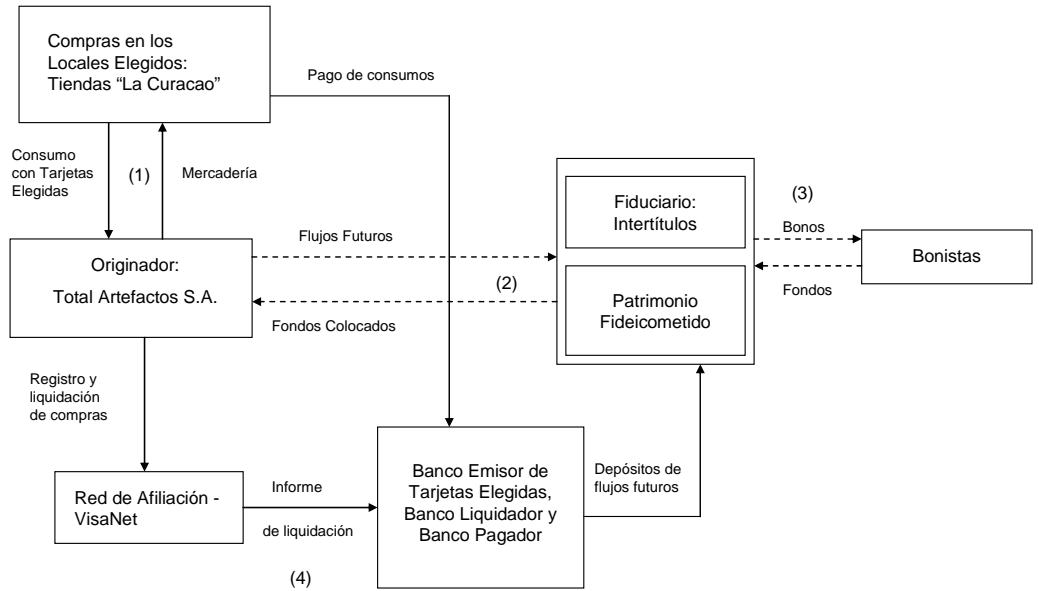 Compras en los
Locales Elegidos:
Tiendas “La Curacao”
Pago de consumos
Consumo
con Tarjetas
Elegidas
(1)
Mercadería
Originador:
Total Artefactos S.A.
Flujos Futuros
(2)
Fondos Colocados
Fiduciario:
Intertítulos
Patrimonio
Fideicometido
(3)
Bonos
Fondos
Bonistas
Registro y
liquidación
de compras
Red de Afiliación -
VisaNet
Informe
de liquidación
(4)
Banco Emisor de
Tarjetas Elegidas,
Banco Liquidador y
Banco Pagador
Depósitos de
flujos futuros